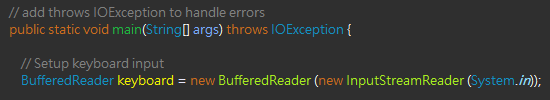 // add throws IOException to handle errors
public static void main(String[] args) throws IOException {
// Setup keyboard input
BufferedReader keyboard = new BufferedReader (new InputStreamReader (System.in));